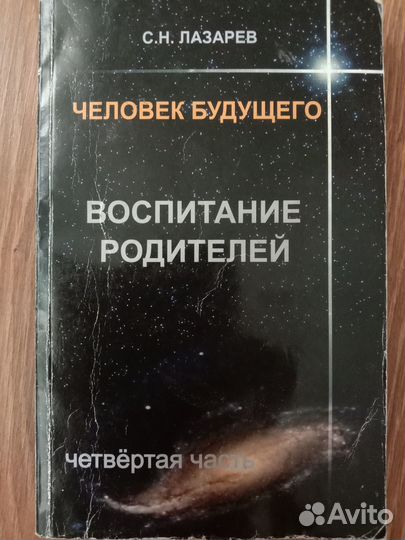 С.Н. ЛАЗАРЕВ
ЧЕЛОВЕК БУДУЩЕГО
ВОСПИТАНИЕ
РОДИТЕЛЕЙ
четвёртая часть
Avito